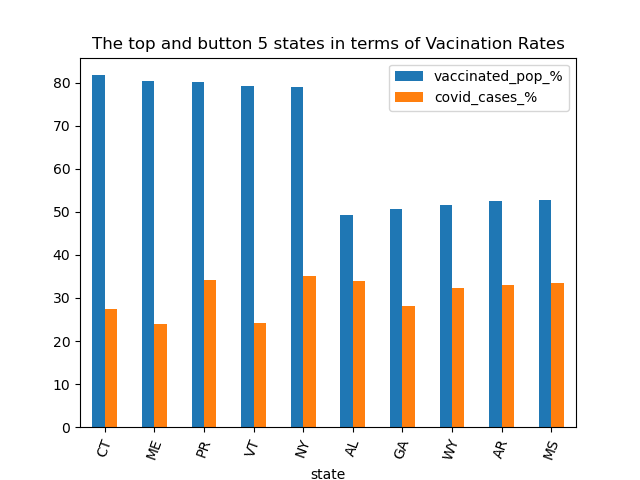 The top and button 5 states in terms of Vacination Rates
vaccinated_pop_%
covid_cases_%
80
70
60
50
40
30
20
10
0
CT
ME
PR
VT
NY
AL
GA
WY
AR
MS
state